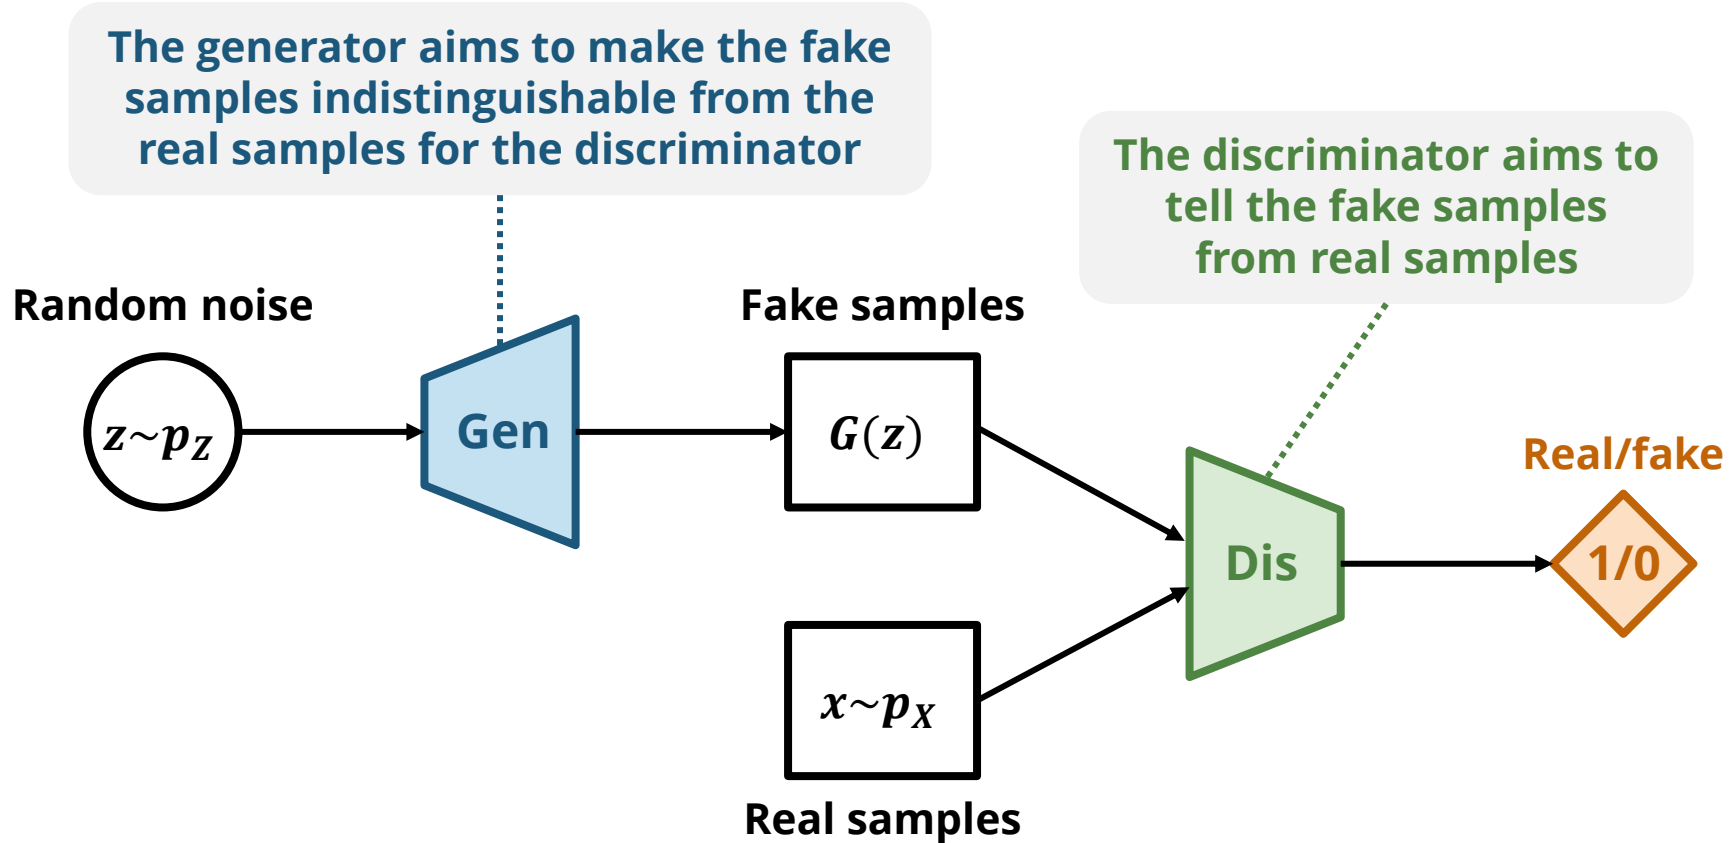 The generator aims to make the fake
samples indistinguishable from the
real samples for the discriminator
The discriminator aims to
tell the fake samples
from real samples
Random noise
z~p_Z
Gen
Fake samples
G(z)
x~p_X
Real samples
Dis
Real/fake
1/0